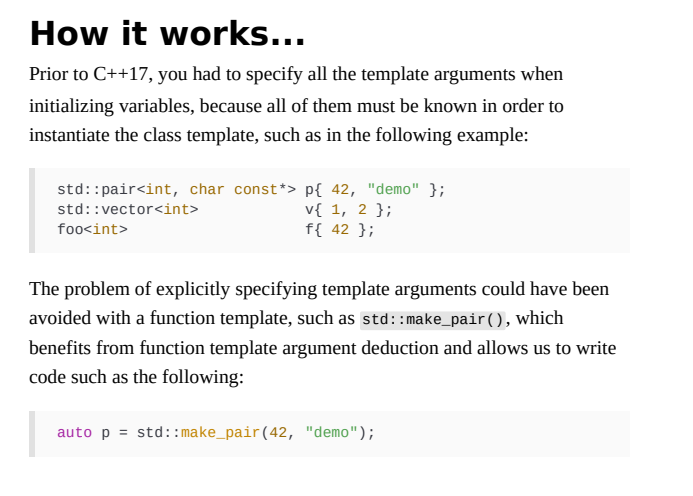 How it works...
Prior to C++17, you had to specify all the template arguments when
initializing variables, because all of them must be known in order to
instantiate the class template, such as in the following example:
std::pair<int, char const*> p{ 42, "demo" };
std::vector<int>            v{ 1, 2 };
foo<int>                    f{ 42 };
The problem of explicitly specifying template arguments could have been
avoided with a function template, such as std::make_pair(), which
benefits from function template argument deduction and allows us to write
code such as the following:
auto p = std::make_pair(42, "demo");